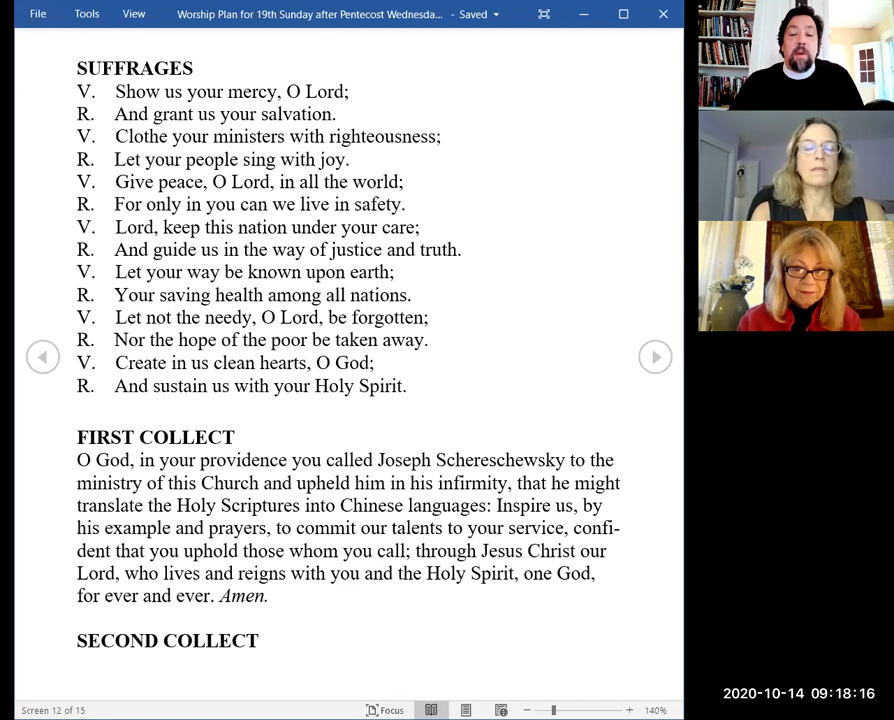 File Tools View Worship Plan for 19th Sunday after Pentecost Wednesda... - Saved
SUFFRAGES
V. Show us your mercy, O Lord;
R. And grant us your salvation.
V. Clothe your ministers with righteousness;
R. Let your people sing with joy.
V. Give peace, O Lord, in all the world;
R. For only in you can we live in safety.
V. Lord, keep this nation under your care;
R. And guide us in the way of justice and truth.
V. Let your way be known upon earth;
R. Your saving health among all nations.
V. Let not the needy, O Lord, be forgotten;
R. Nor the hope of the poor be taken away.
V. Create in us clean hearts, O God;
R. And sustain us with your Holy Spirit.
FIRST COLLECT
O God, in your providence you called Joseph Schereschewsky to the
ministry of this Church and upheld him in his infirmity, that he might
translate the Holy Scriptures into Chinese languages: Inspire us, by
his example and prayers, to commit our talents to your service, confi-
dent that you uphold those whom you call; through Jesus Christ our
Lord, who lives and reigns with you and the Holy Spirit, one God,
for ever and ever. Amen.
SECOND COLLECT
2020-10-14 09:18:16
Screen 12 of 15 Focus 140%